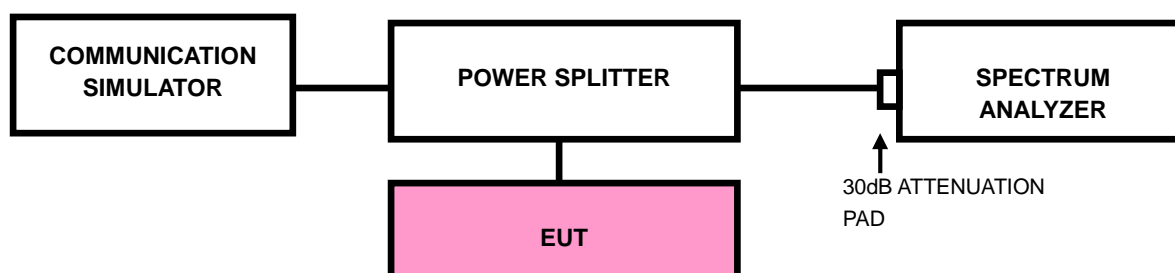 COMMUNICATION
SIMULATOR
POWER SPLITTER
SPECTRUM
ANALYZER
30dB ATTENUATION
PAD
EUT